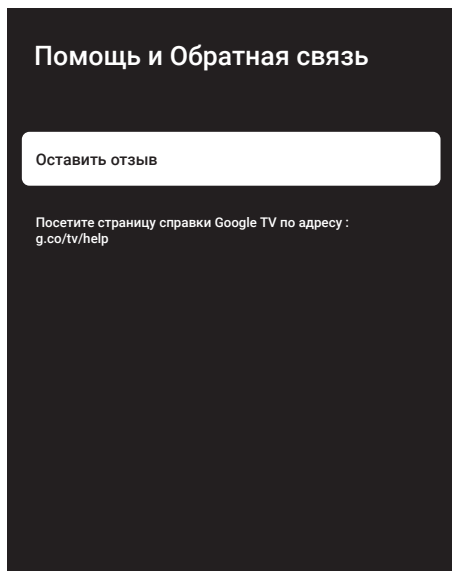 Помощь и Обратная связь
Оставить отзыв
Посетите страницу справки Google TV по адресу :
g.co/tv/help